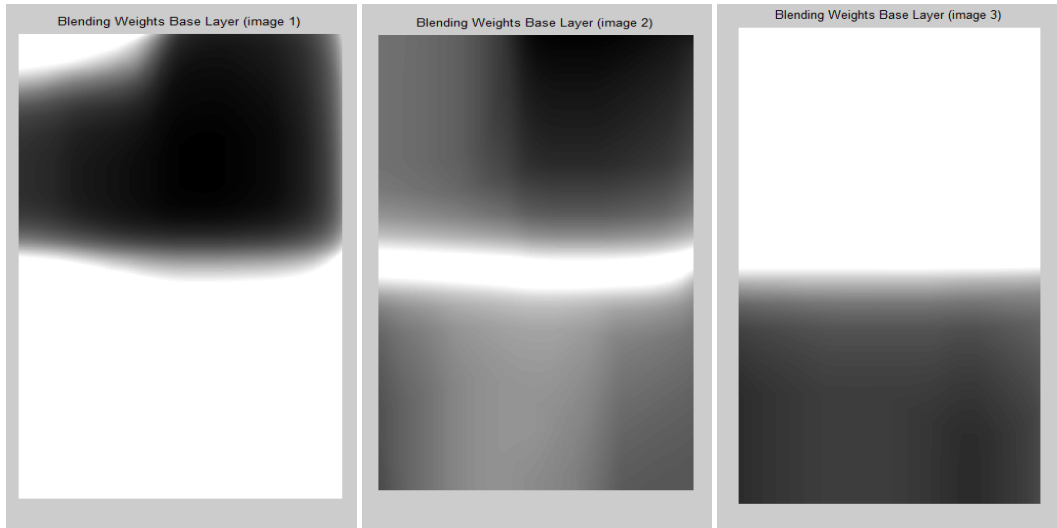 Blending Weights Base Layer (image 1)
Blending Weights Base Layer (image 2)
Blending Weights Base Layer (image 3)